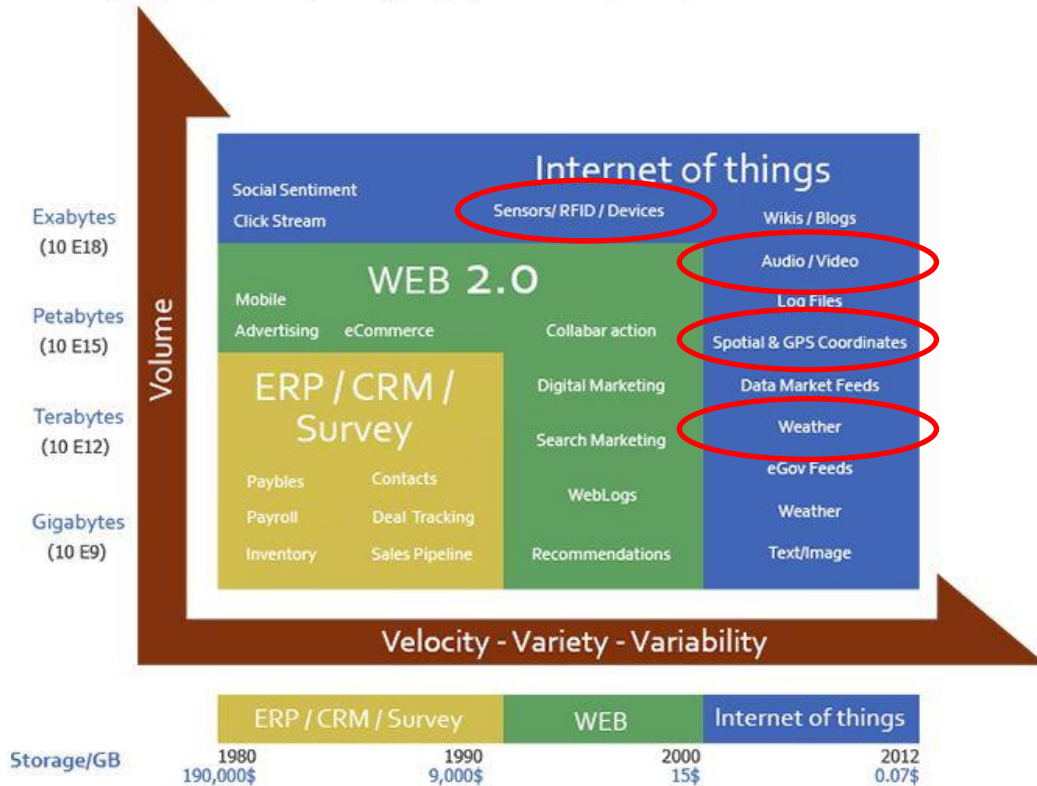 Internet of things
Social Sentiment
Sensors/ RFID / Devices
Click Stream
Wikis / Blogs
Audio / Video
Log Files
Spotial & GPS Coordinates
Data Market Feeds
Weather
eGov Feeds
Weather
Text/Image
WEB 2.0
Mobile
Advertising eCommerce
Collabar action
Digital Marketing
Search Marketing
WebLogs
Recommendations
ERP / CRM /
Survey
Paybles Contacts
Payroll Deal Tracking
Inventory Sales Pipeline
Volume
Exabytes
(10 E18)
Petabytes
(10 E15)
Terabytes
(10 E12)
Gigabytes
(10 E9)
Velocity - Variety - Variability
ERP / CRM / Survey WEB Internet of things
Storage/GB
1980 1990 2000 2012
190,000$ 9,000$ 15$ 0.07$